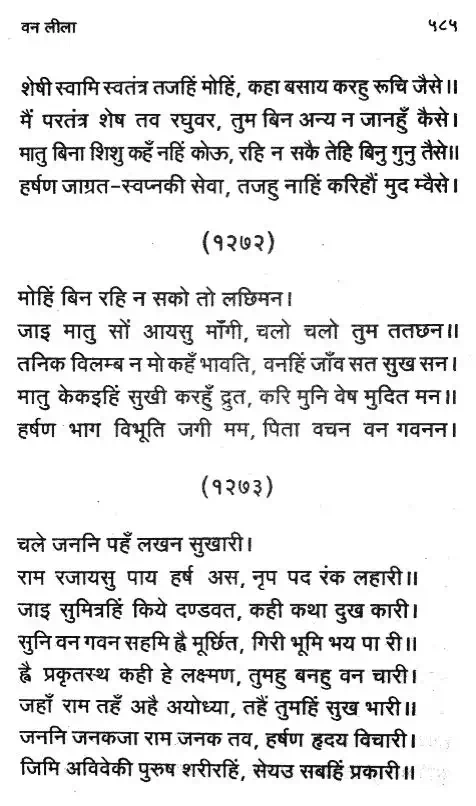 वन लीला ५८५
शेषी स्वामि स्वतंत्र तजहिं मोहिं, कहा बसाय करहु रूचि जैसे॥
मैं परतंत्र शेष तव रघुवर, तुम बिन अन्य न जानहुँ कैसे।
मातु बिना शिशु कहँ नहिं कोऊ, रहि न सकै तेहि बिनु गुनु तैसे॥
हर्षण जाग्रत-स्वप्नकी सेवा, तजहु नाहिं करिहौं मुद म्वैसे।
(१२७२)
मोहिं बिन रहि न सको तो लछिमन।
जाइ मातु सों आयसु माँगी, चलो चलो तुम ततछन॥
तनिक विलम्ब न मो कहँ भावति, वनहिं जाँव सत सुख सन।
मातु केकइहिं सुखी करहुँ द्रुत, करि मुनि वेष मुदित मन॥
हर्षण भाग विभूति जगी मम, पिता वचन वन गवनन।
(१२७३)
चले जननि पहँ लखन सुखारी।
राम रजायसु पाय हर्ष अस, नृप पद रंक लहारी॥
जाइ सुमित्रहिं किये दण्डवत, कही कथा दुख कारी।
सुनि वन गवन सहमि ह्वै मूर्छित, गिरी भूमि भय पा री॥
ह्वै प्रकृतस्थ कही हे लक्ष्मण, तुमहु बनहु वन चारी।
जहाँ राम तहँ अहै अयोध्या, तहैं तुमहिं सुख भारी॥
जननि जनकजा राम जनक तव, हर्षण हृदय विचारी।
जिमि अविवेकी पुरुष शरीरहिं, सेयउ सबहिं प्रकारी॥